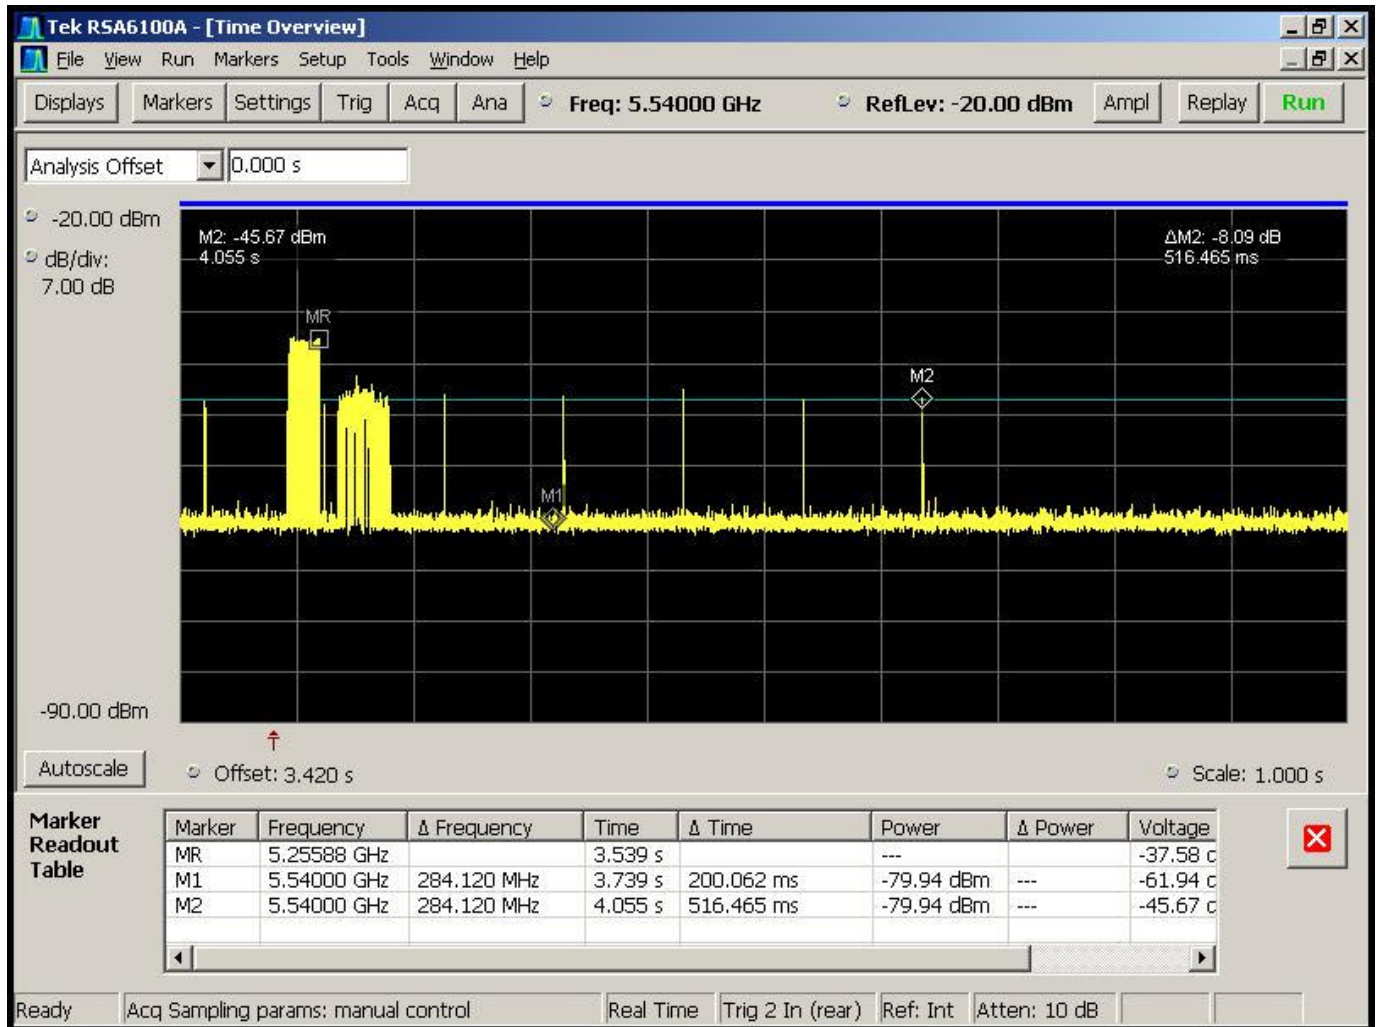 Tek RSA6100A - [Time Overview]
File View Run Markers Setup Tools Window Help
Displays Markers Settings Trig Acq Ana Freq: 5.54000 GHz RefLev: -20.00 dBm Ampl Replay Run
Analysis Offset 0.000 s
-20.00 dBm
dB/div:
7.00 dB
M2: -45.67 dBm
4.055 s
ΔM2: -8.09 dB
516.465 ms
MR
M2
M1
-90.00 dBm
Autoscale Offset: 3.420 s Scale: 1.000 s
Marker
Readout
Table
Marker Frequency Δ Frequency Time Δ Time Power Δ Power Voltage
MR 5.25588 GHz 3.539 s --- -37.58 c
M1 5.54000 GHz 284.120 MHz 3.739 s 200.062 ms -79.94 dBm --- -61.94 c
M2 5.54000 GHz 284.120 MHz 4.055 s 516.465 ms -79.94 dBm --- -45.67 c
Ready Acq Sampling params: manual control Real Time Trig 2 In (rear) Ref: Int Atten: 10 dB